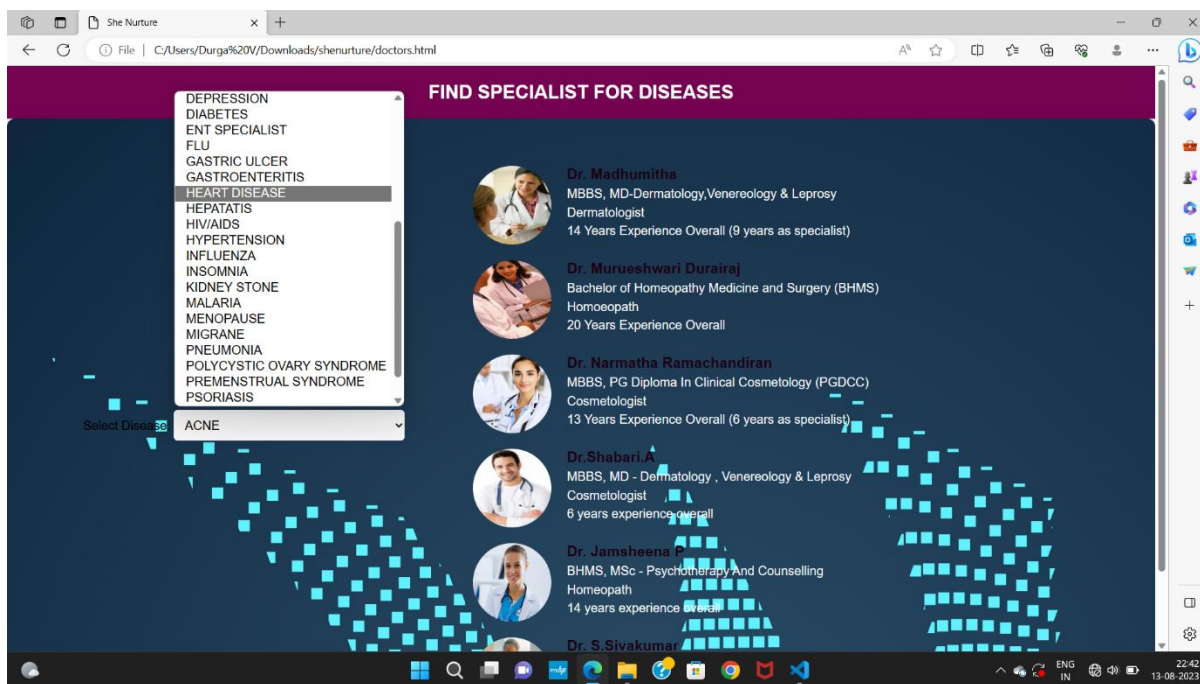 She Nurture
File | C:/Users/Durga%20V/Downloads/shenurture/doctors.html
FIND SPECIALIST FOR DISEASES
DEPRESSION
DIABETES
ENT SPECIALIST
FLU
GASTRIC ULCER
GASTROENTERITIS
HEART DISEASE
HEPATATIS
HIV/AIDS
HYPERTENSION
INFLUENZA
INSOMNIA
KIDNEY STONE
MALARIA
MENOPAUSE
MIGRANE
PNEUMONIA
POLYCYSTIC OVARY SYNDROME
PREMENSTRUAL SYNDROME
PSORIASIS
Select Disease
ACNE
Dr. Madhumitha
MBBS, MD-Dermatology,Venereology & Leprosy
Dermatologist
14 Years Experience Overall (9 years as specialist)
Dr. Murueshwari Durairaj
Bachelor of Homeopathy Medicine and Surgery (BHMS)
Homoeopath
20 Years Experience Overall
Dr. Narmatha Ramachandiran
MBBS, PG Diploma In Clinical Cosmetology (PGDCC)
Cosmetologist
13 Years Experience Overall (6 years as specialist)
Dr.Shabari.A
MBBS, MD - Dermatology , Venereology & Leprosy
Cosmetologist
6 years experience overall
Dr. Jamsheena P
BHMS, MSc - Psychotherapy And Counselling
Homeopath
14 years experience overall
Dr. S.Sivakumar
ENG
IN
22:42
13-08-2023